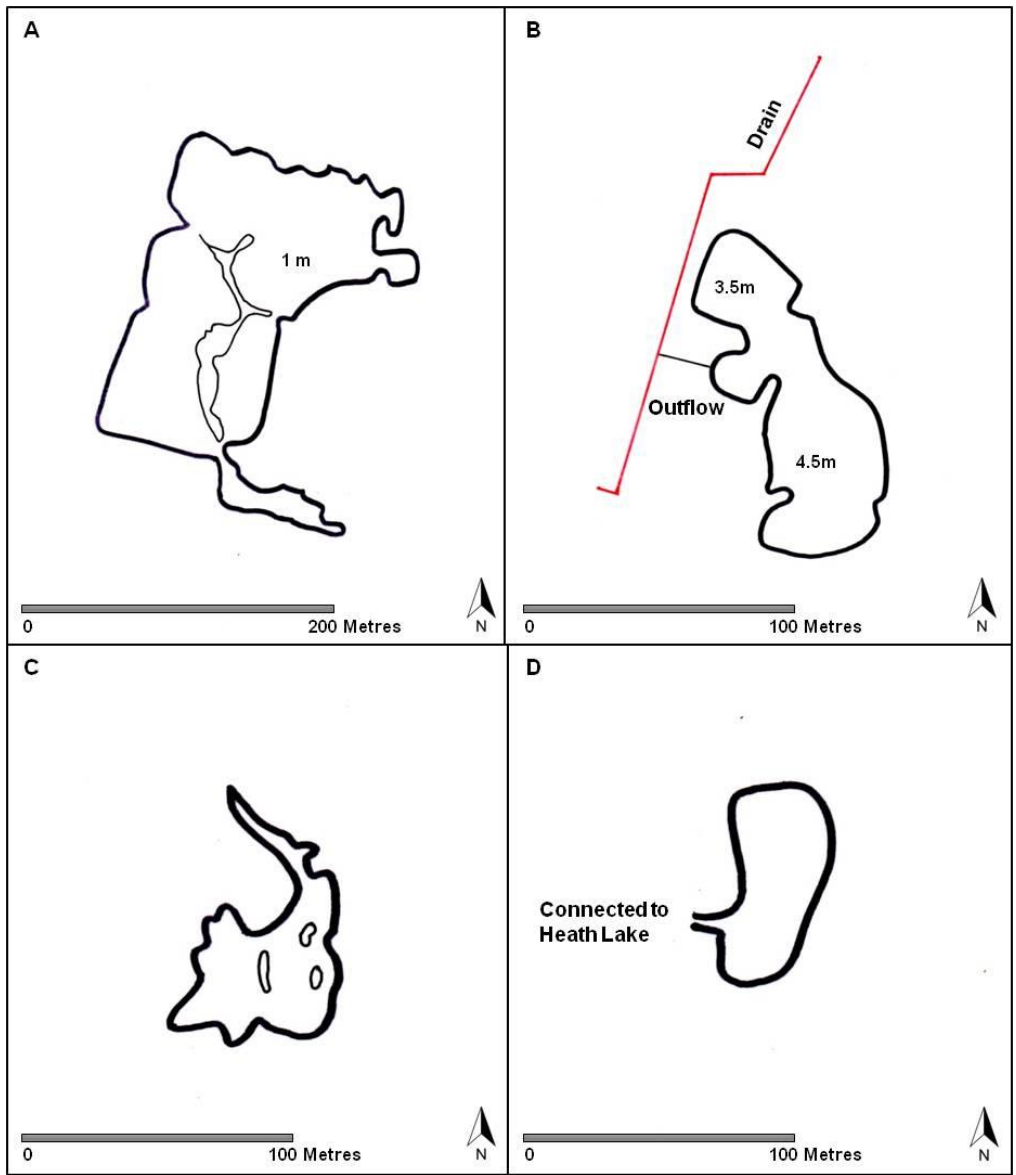 A
1 m
0 200 Metres
N
B
Drain
3.5m
Outflow
4.5m
0 100 Metres
N
C
0 100 Metres
N
D
Connected to
Heath Lake
0 100 Metres
N